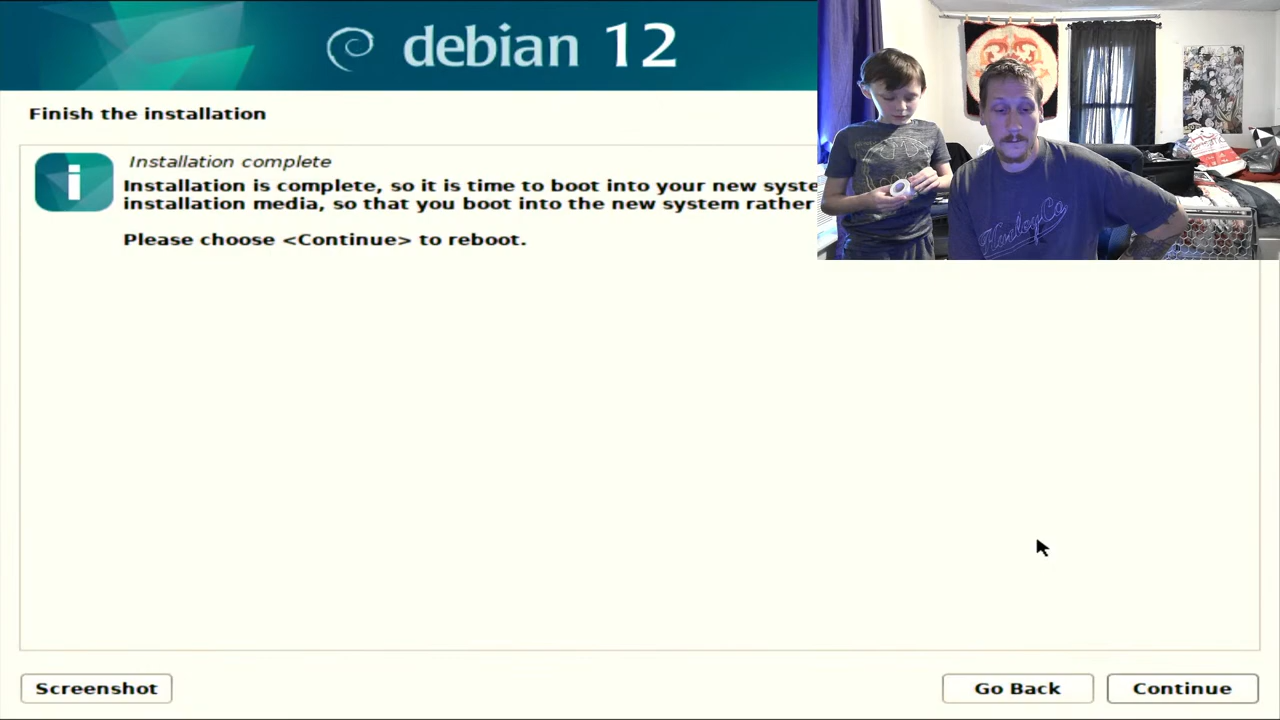 debian 12
Finish the installation
Installation complete
Installation is complete, so it is time to boot into your new
installation media, so that you boot into the new system rather
Please choose <Continue> to reboot.
Screenshot
Go Back
Continue